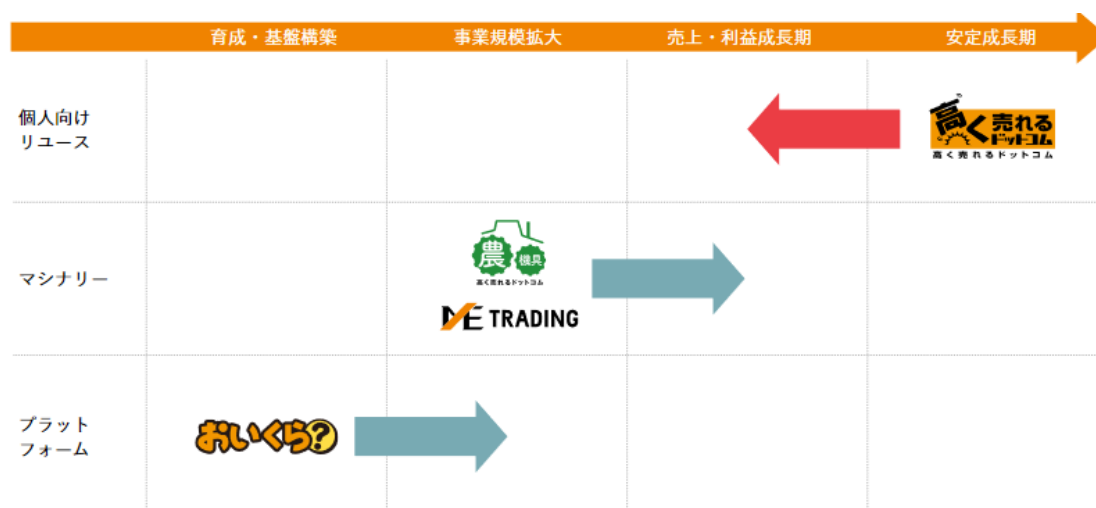 育成・基盤構築
事業規模拡大
売上・利益成長期
安定成長期
個人向け
リユース
高く売れる
ドットコム
高く売れるドットコム
マシナリー
農機具
高く売れるドットコム
ME TRADING
プラット
フォーム
おいくら?